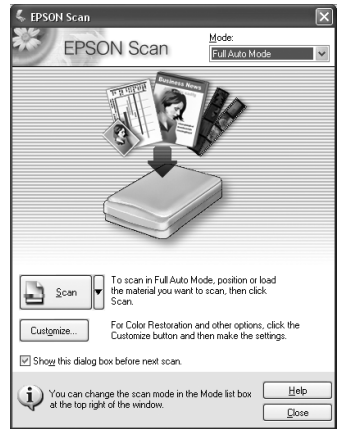 EPSON Scan
EPSON Scan
Mode:
Full Auto Mode
Business News
Scan
To scan in Full Auto Mode, position or load
the material you want to scan, then click
Scan.
Customize...
For Color Restoration and other options, click the
Customize button and then make the settings.
Show this dialog box before next scan.
You can change the scan mode in the Mode list box
at the top right of the window.
Help
Close